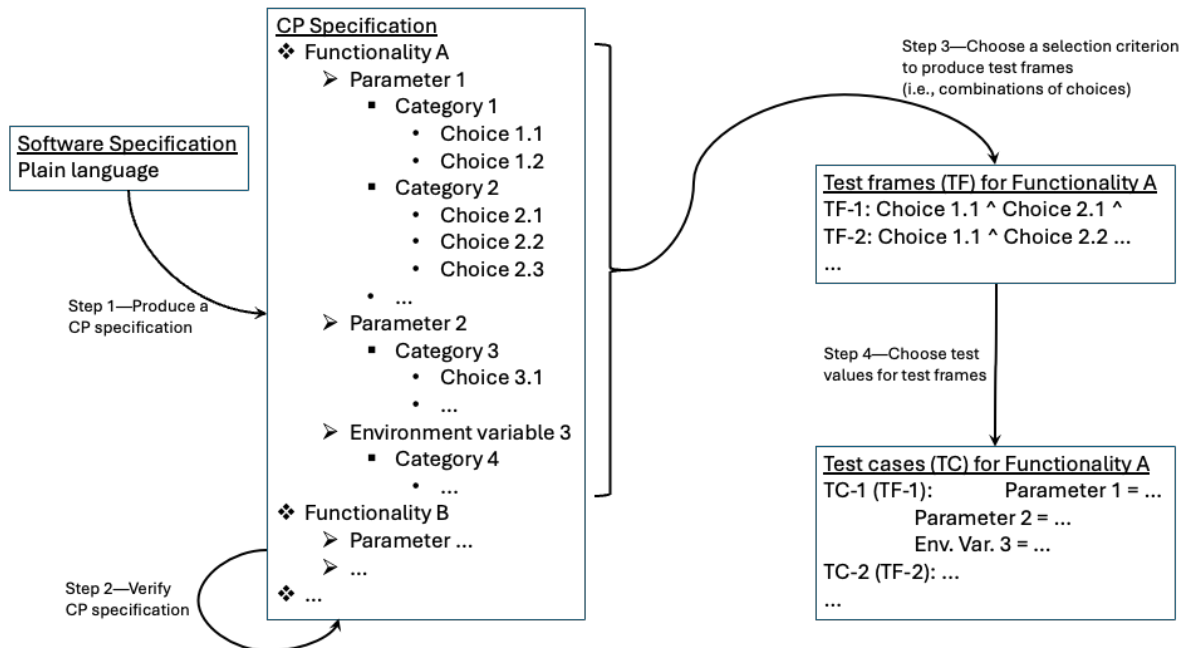 Software Specification
Plain language
Step 1—Produce a
CP specification
CP Specification
❖ Functionality A
➢ Parameter 1
▪ Category 1
• Choice 1.1
• Choice 1.2
▪ Category 2
• Choice 2.1
• Choice 2.2
• Choice 2.3
• ...
➢ Parameter 2
▪ Category 3
• Choice 3.1
• ...
➢ Environment variable 3
▪ Category 4
• ...
❖ Functionality B
➢ Parameter ...
➢ ...
❖ ...
Step 2—Verify
CP specification
Step 3—Choose a selection criterion
to produce test frames
(i.e., combinations of choices)
Test frames (TF) for Functionality A
TF-1: Choice 1.1 ^ Choice 2.1 ^
TF-2: Choice 1.1 ^ Choice 2.2 ...
...
Step 4—Choose test
values for test frames
Test cases (TC) for Functionality A
TC-1 (TF-1): Parameter 1 = ...
Parameter 2 = ...
Env. Var. 3 = ...
TC-2 (TF-2): ...
...